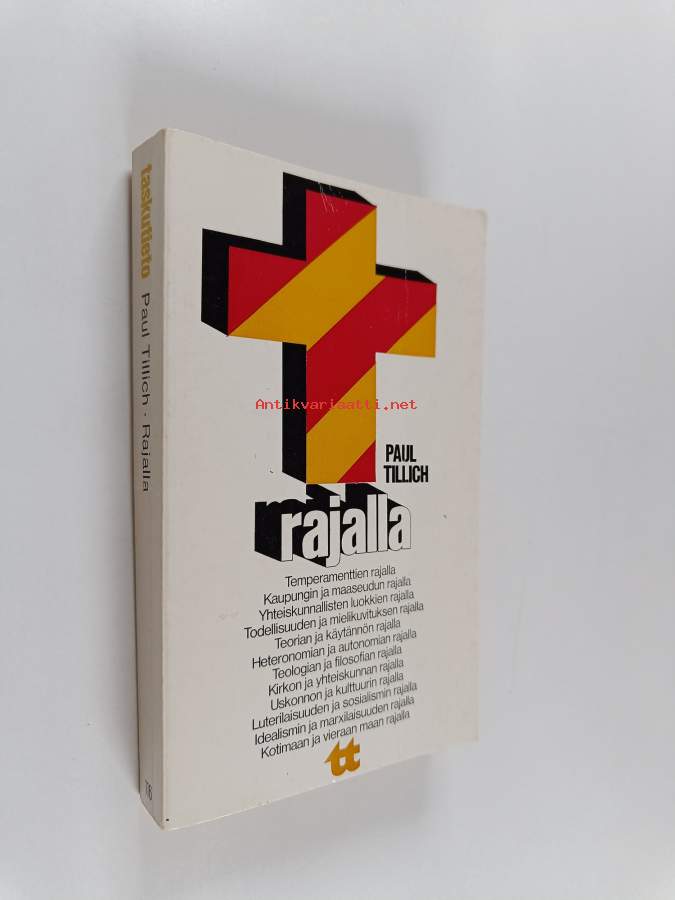 taskutieto Paul Tillich · Rajalla
Antikvariaatti.net
PAUL
TILLICH
rajalla
Temperamenttien rajalla
Kaupungin ja maaseudun rajalla
Yhteiskunnallisten luokkien rajalla
Todellisuuden ja mielikuvituksen rajalla
Teorian ja käytännön rajalla
Heteronomian ja autonomian rajalla
Teologian ja filosofian rajalla
Kirkon ja yhteiskunnan rajalla
Uskonnon ja kulttuurin rajalla
Luterilaisuuden ja sosialismin rajalla
Idealismin ja marxilaisuuden rajalla
Kotimaan ja vieraan maan rajalla
tt